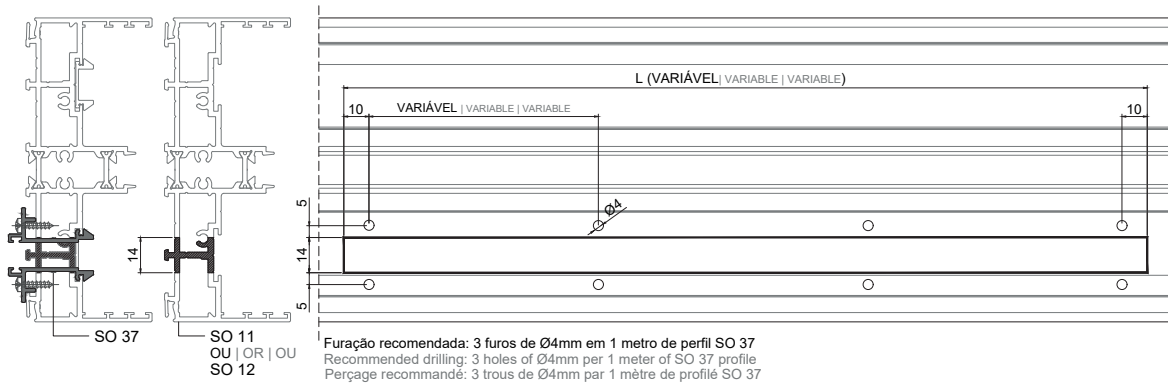 L (VARIÁVEL| VARIABLE | VARIABLE)
10
VARIÁVEL | VARIABLE | VARIABLE
10
5
Ø4
14
14
5
SO 37
SO 11
OU | OR | OU
SO 12
Furação recomendada: 3 furos de Ø4mm em 1 metro de perfil SO 37
Recommended drilling: 3 holes of Ø4mm per 1 meter of SO 37 profile
Perçage recommandé: 3 trous de Ø4mm par 1 mètre de profilé SO 37